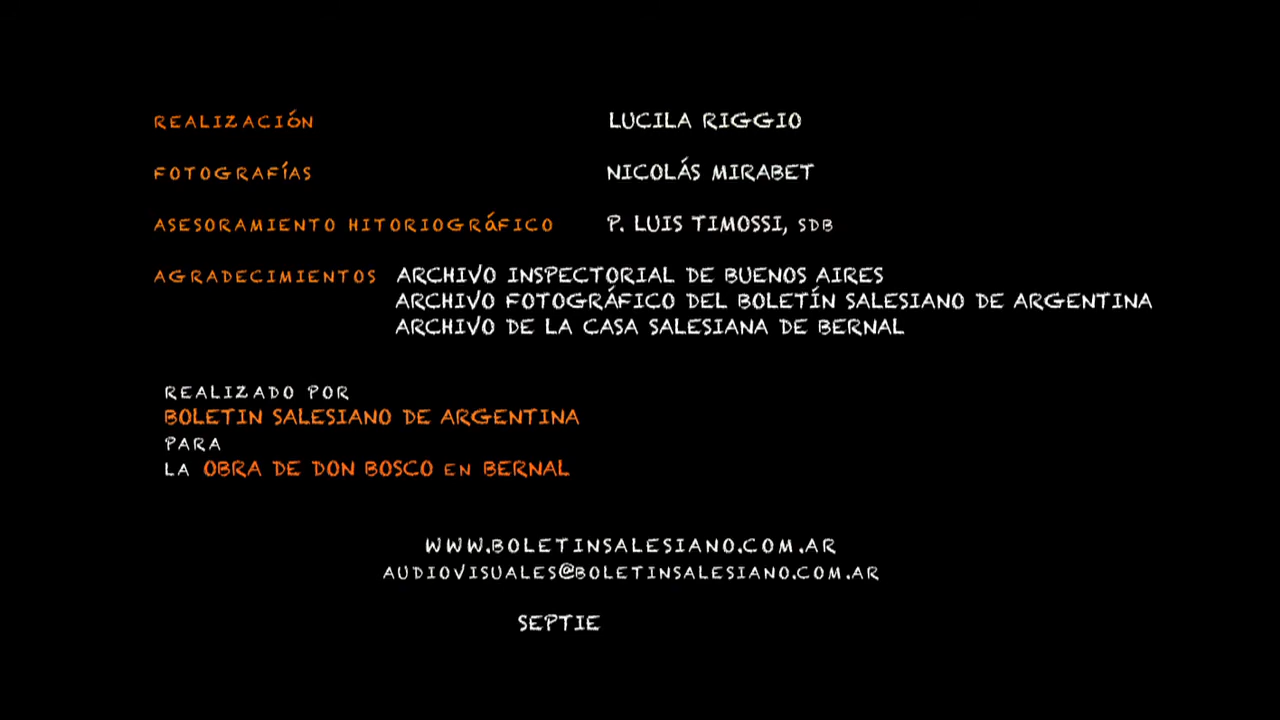 REALIZACIÓN LUCILA RIGGIO
FOTOGRAFÍAS NICOLÁS MIRABET
ASESORAMIENTO HITORIOGRÁFICO P. LUIS TIMOSSI, SDB
AGRADECIMIENTOS ARCHIVO INSPECTORIAL DE BUENOS AIRES
ARCHIVO FOTOGRÁFICO DEL BOLETÍN SALESIANO DE ARGENTINA
ARCHIVO DE LA CASA SALESIANA DE BERNAL
REALIZADO POR
BOLETIN SALESIANO DE ARGENTINA
PARA
LA OBRA DE DON BOSCO EN BERNAL
WWW.BOLETINSALESIANO.COM.AR
AUDIOVISUALES@BOLETINSALESIANO.COM.AR
SEPTIE